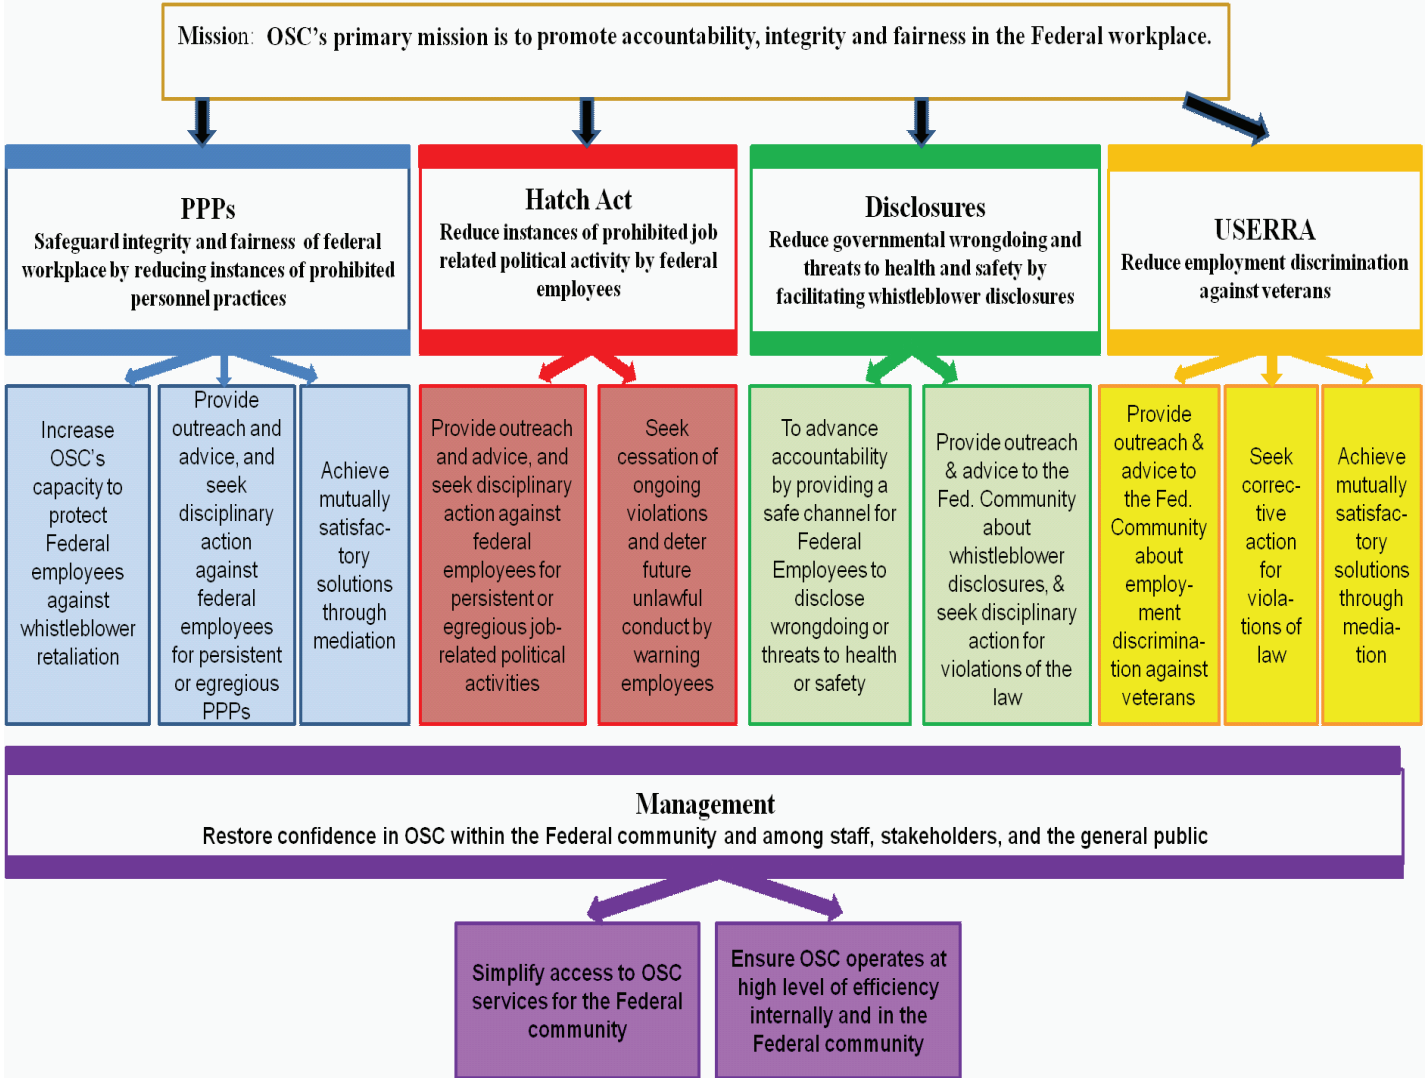 Mission: OSC's primary mission is to promote accountability, integrity and fairness in the Federal workplace.
PPPs
Safeguard integrity and fairness of federal
workplace by reducing instances of prohibited
personnel practices
Hatch Act
Reduce instances of prohibited job
related political activity by federal
employees
Disclosures
Reduce governmental wrongdoing and
threats to health and safety by
facilitating whistleblower disclosures
USERRA
Reduce employment discrimination
against veterans
Increase
OSC's
capacity to
protect
Federal
employees
against
whistleblower
retaliation
Provide
outreach and
advice, and
seek
disciplinary
action
against
federal
employees
for persistent
or egregious
PPPs
Achieve
mutually
satisfac-
tory
solutions
through
mediation
Provide outreach
and advice, and
seek disciplinary
action against
federal
employees for
persistent or
egregious job-
related political
activities
Seek
cessation of
ongoing
violations
and deter
future
unlawful
conduct by
warning
employees
To advance
accountability
by providing a
safe channel for
Federal
Employees to
disclose
wrongdoing or
threats to health
or safety
Provide outreach
& advice to the
Fed. Community
about
whistleblower
disclosures, &
seek disciplinary
action for
violations of the
law
Provide
outreach &
advice to
the Fed.
Community
about
employ-
ment
discrimina-
tion against
veterans
Seek
correc-
tive
action
for
viola-
tions of
law
Achieve
mutually
satisfac-
tory
solutions
through
media-
tion
Management
Restore confidence in OSC within the Federal community and among staff, stakeholders, and the general public
Simplify access to OSC
services for the Federal
community
Ensure OSC operates at
high level of efficiency
internally and in the
Federal community